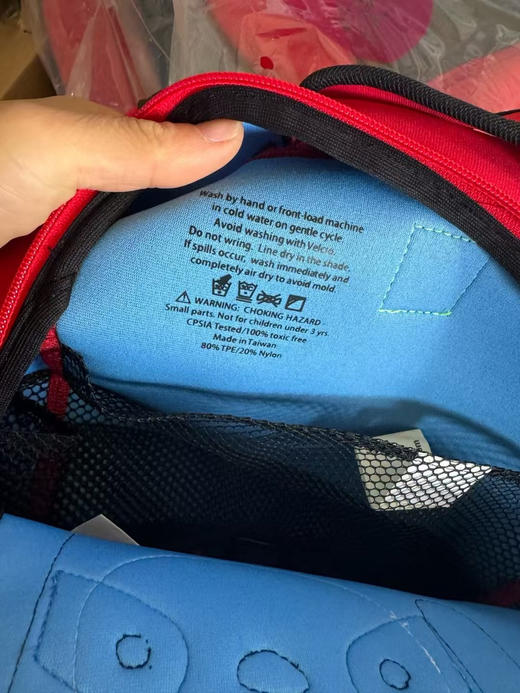 wash by hand or front-load machine
in cold water on gentle cycle
Avoid washing with Velcro.
Do not wring. Line dry in the shade.
If spills occur, wash immediately and
completely air dry to avoid mold.
⚠ WARNING: CHOKING HAZARD...
Small parts. Not for children under 3 yrs.
CPSIA Tested/100% toxic free
Made in Taiwan
80% TPE/20% Nylon